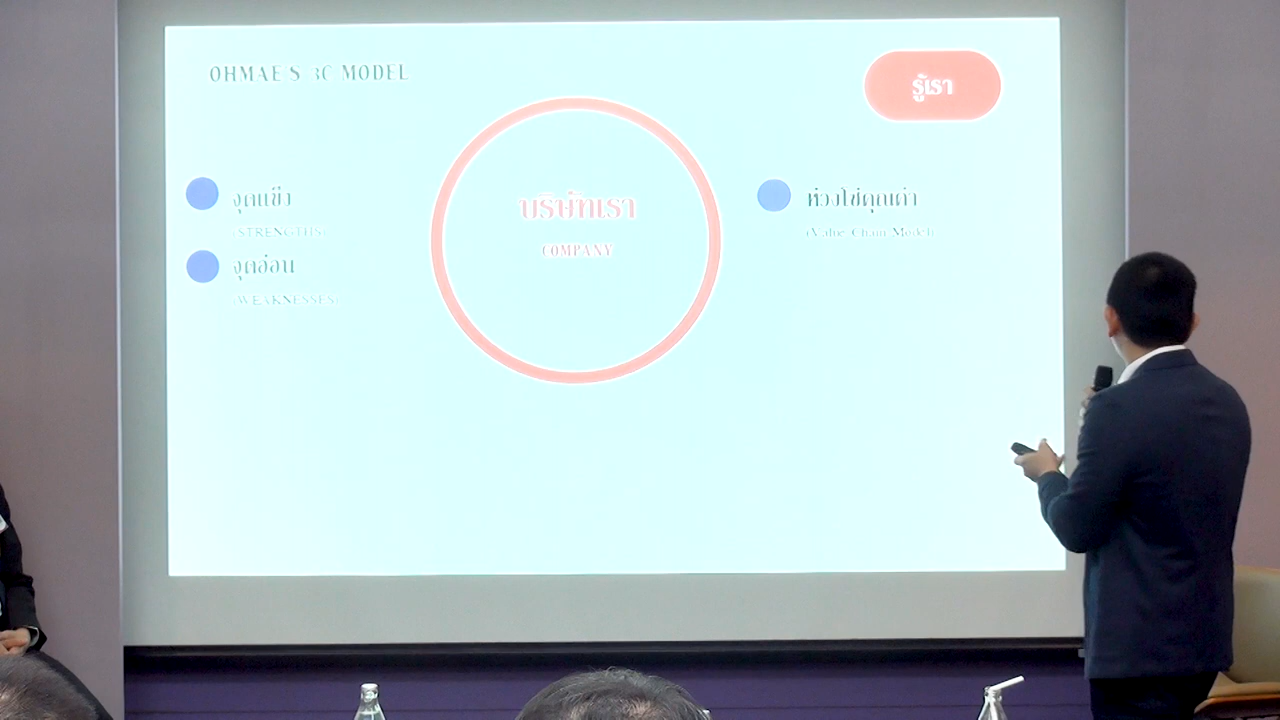 OHMAE'S 3C MODEL
รู้เรา
จุดแข็ง
(STRENGTHS)
จุดอ่อน
(WEAKNESSES)
บริษัทเรา
COMPANY
ห่วงโซ่คุณค่า
(Value Chain Model)